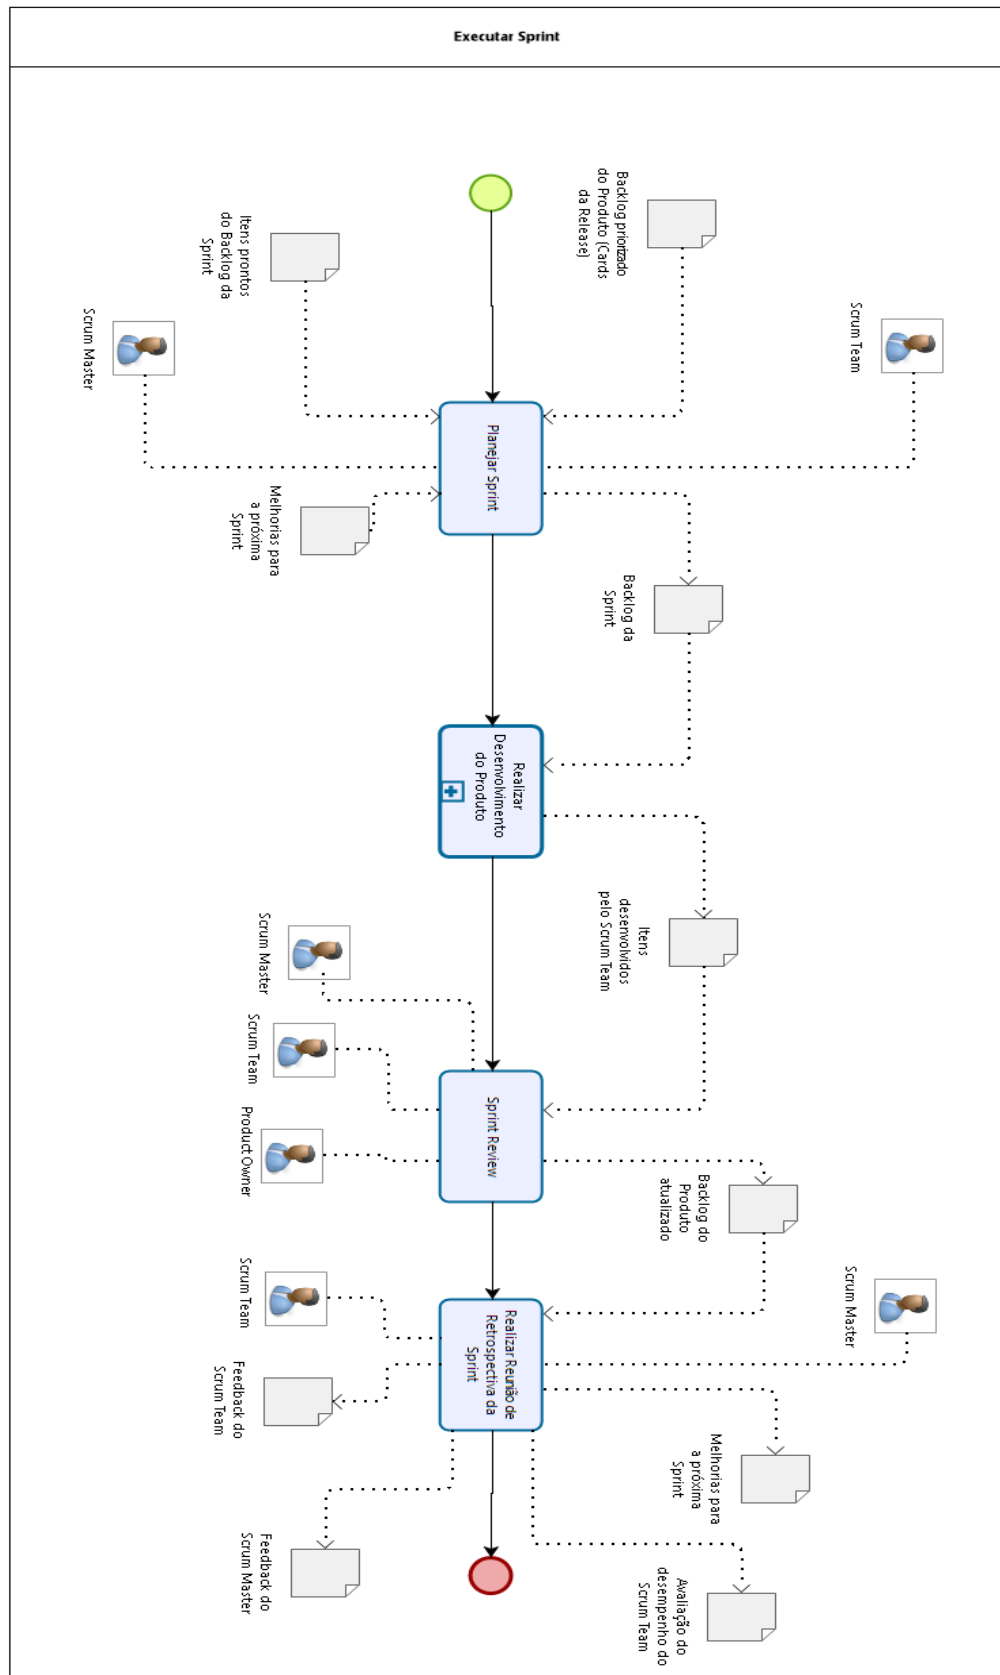 Executar Sprint
Backlog priorizado
do Produto (Cards
da Release)
Itens prontos
do Backlog da
Sprint
Scrum Master
Scrum Team
Planejar Sprint
Melhorias para
a próxima
Sprint
Backlog da
Sprint
Realizar
Desenvolvimento
do Produto
Itens
desenvolvidos
pelo Scrum Team
Scrum Master
Scrum Team
Product Owner
Sprint Review
Backlog do
Produto
atualizado
Scrum Team
Scrum Master
Realizar Reunião de
Retrospectiva da
Sprint
Feedback do
Scrum Team
Melhorias para
a próxima
Sprint
Feedback do
Scrum Master
Avaliação do
desempenho do
Scrum Team